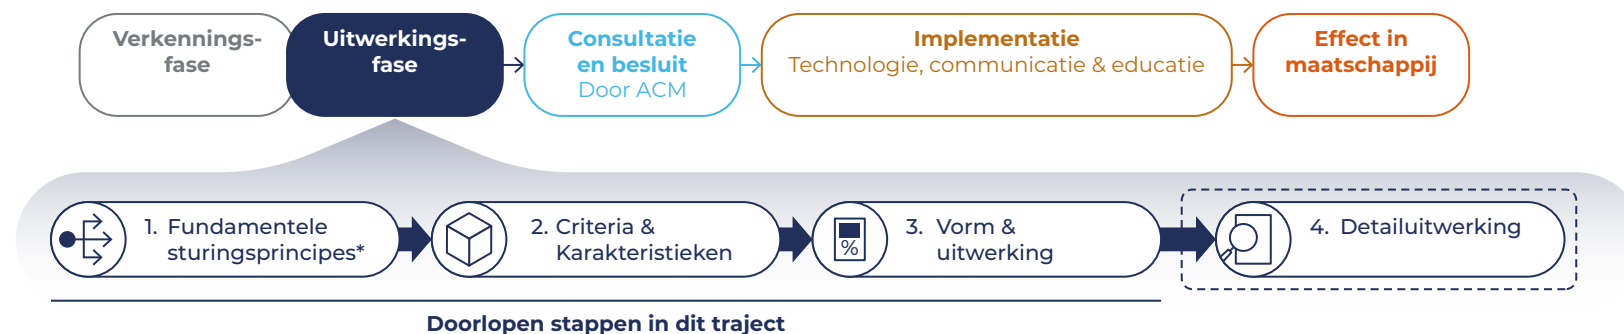 Verkennings-
fase
Uitwerkings-
fase
Consultatie
en besluit
Door ACM
Implementatie
Technologie, communicatie & educatie
Effect in
maatschappij
1. Fundamentele
sturingsprincipes*
2. Criteria &
Karakteristieken
%
3. Vorm &
uitwerking
4. Detailuitwerking
Doorlopen stappen in dit traject